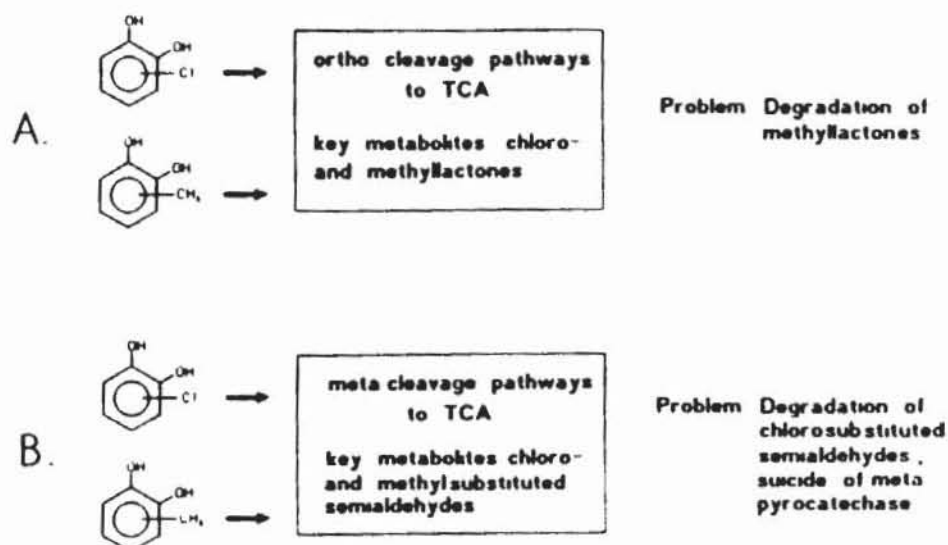 OH
OH
Cl
A.
OH
OH
CH₃
ortho cleavage pathways
to TCA
key metabolites chloro-
and methyllactones
Problem Degradation of
methyllactones
OH
OH
Cl
B.
OH
OH
CH₃
meta cleavage pathways
to TCA
key metabolites chloro-
and methylsubstituted
semialdehydes
Problem Degradation of
chlorosubstituted
semialdehydes,
suicide of meta
pyrocatechase